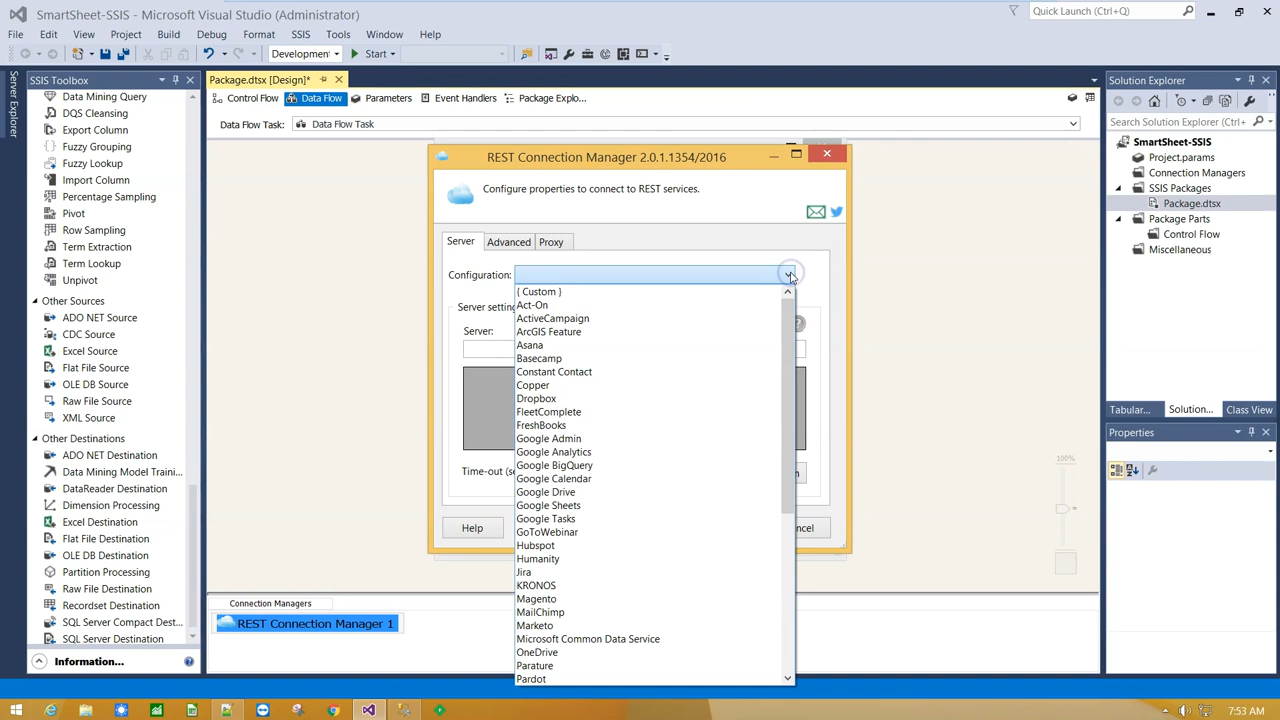 SmartSheet-SSIS - Microsoft Visual Studio (Administrator)
Quick Launch (Ctrl+Q)
File Edit View Project Build Debug Format SSIS Tools Window Help
Development
Start
Server Explorer
SSIS Toolbox
Data Mining Query
DQS Cleansing
Export Column
Fuzzy Grouping
Fuzzy Lookup
Import Column
Percentage Sampling
Pivot
Row Sampling
Term Extraction
Term Lookup
Unpivot
Other Sources
ADO NET Source
CDC Source
Excel Source
Flat File Source
OLE DB Source
Raw File Source
XML Source
Other Destinations
ADO NET Destination
Data Mining Model Traini...
DataReader Destination
Dimension Processing
Excel Destination
Flat File Destination
OLE DB Destination
Partition Processing
Raw File Destination
Recordset Destination
SQL Server Compact Dest...
SQL Server Destination
Information...
Package.dtsx [Design]*
Control Flow
Data Flow
Parameters
Event Handlers
Package Explo...
Data Flow Task:
Data Flow Task
REST Connection Manager 2.0.1.1354/2016
Configure properties to connect to REST services.
Server
Advanced
Proxy
Configuration:
Server setting
Server:
Time-out (se
Help
ncel
{ Custom }
Act-On
ActiveCampaign
ArcGIS Feature
Asana
Basecamp
Constant Contact
Copper
Dropbox
FleetComplete
FreshBooks
Google Admin
Google Analytics
Google BigQuery
Google Calendar
Google Drive
Google Sheets
Google Tasks
GoToWebinar
Hubspot
Humanity
Jira
KRONOS
Magento
MailChimp
Marketo
Microsoft Common Data Service
OneDrive
Parature
Pardot
100%
Connection Managers
REST Connection Manager 1
Solution Explorer
Search Solution Explorer (Ctrl+
SmartSheet-SSIS
Project.params
Connection Managers
SSIS Packages
Package.dtsx
Package Parts
Control Flow
Miscellaneous
Tabular...
Solution...
Class View
Properties
7:53 AM